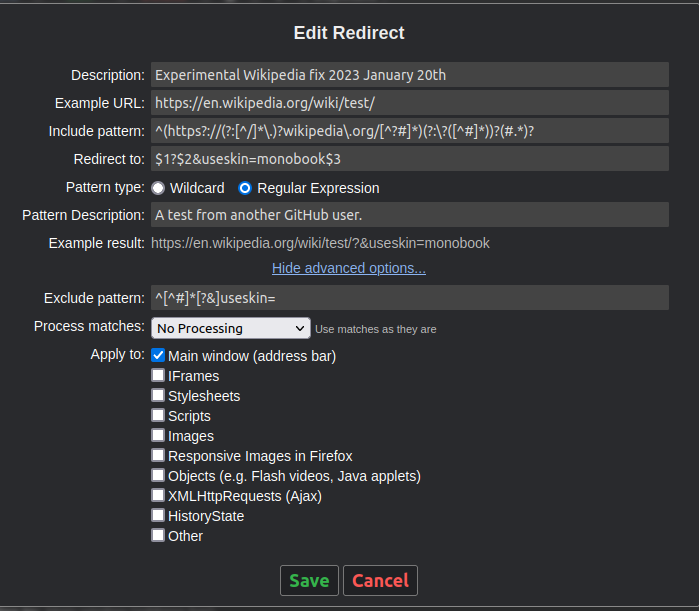 Edit Redirect
Description: Experimental Wikipedia fix 2023 January 20th
Example URL: https://en.wikipedia.org/wiki/test/
Include pattern: ^(https?://(?:[^/]*\.)?wikipedia\.org/[^?#]*)(?:\?([^#]*))?(#.*)?
Redirect to: $1?$2&useskin=monobook$3
Pattern type: Wildcard Regular Expression
Pattern Description: A test from another GitHub user.
Example result: https://en.wikipedia.org/wiki/test/?&useskin=monobook
Hide advanced options...
Exclude pattern: ^[^#]*[?&]useskin=
Process matches: No Processing Use matches as they are
Apply to: Main window (address bar)
IFrames
Stylesheets
Scripts
Images
Responsive Images in Firefox
Objects (e.g. Flash videos, Java applets)
XMLHttpRequests (Ajax)
HistoryState
Other
Save Cancel